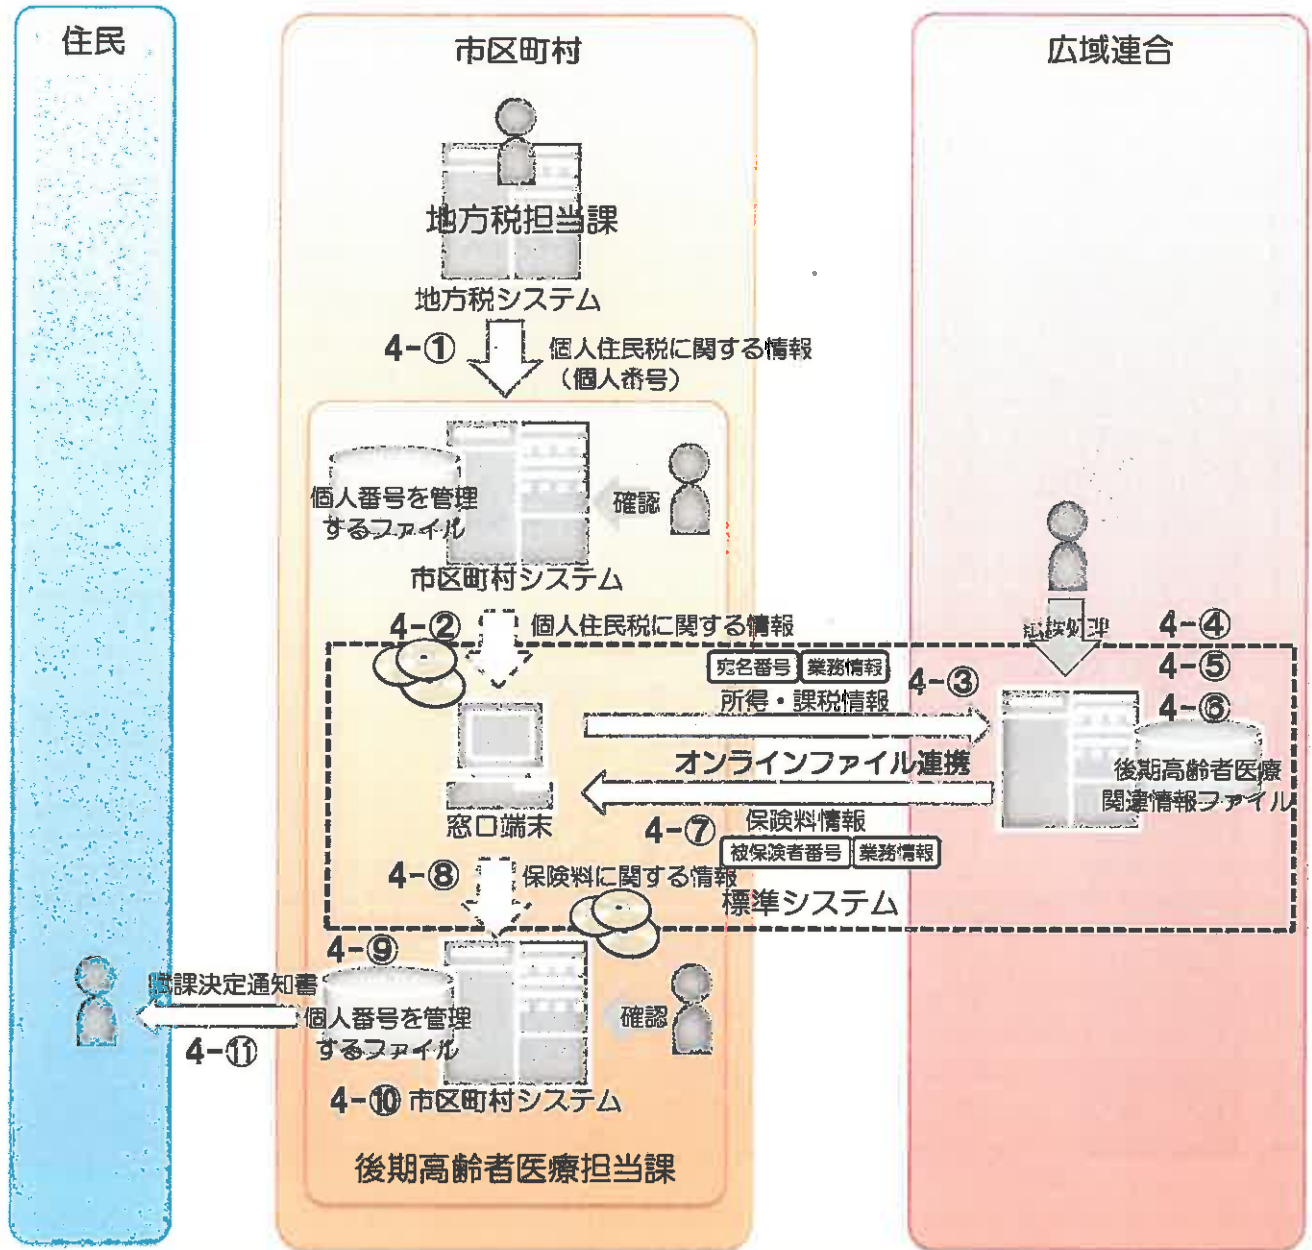 住民
市区町村
広域連合
地方税担当課
地方税システム
4-①
個人住民税に関する情報
(個人番号)
個人番号を管理
するファイル
確認
市区町村システム
4-②
個人住民税に関する情報
宛名番号
業務情報
4-③
所得・課税情報
4-④
4-⑤
4-⑥
オンラインファイル連携
後期高齢者医療
関連情報ファイル
窓口端末
4-⑦
保険料情報
被保険者番号
業務情報
4-⑧
保険料に関する情報
標準システム
4-⑨
賦課決定通知書
個人番号を管理
するファイル
確認
4-⑪
4-⑩
市区町村システム
後期高齢者医療担当課